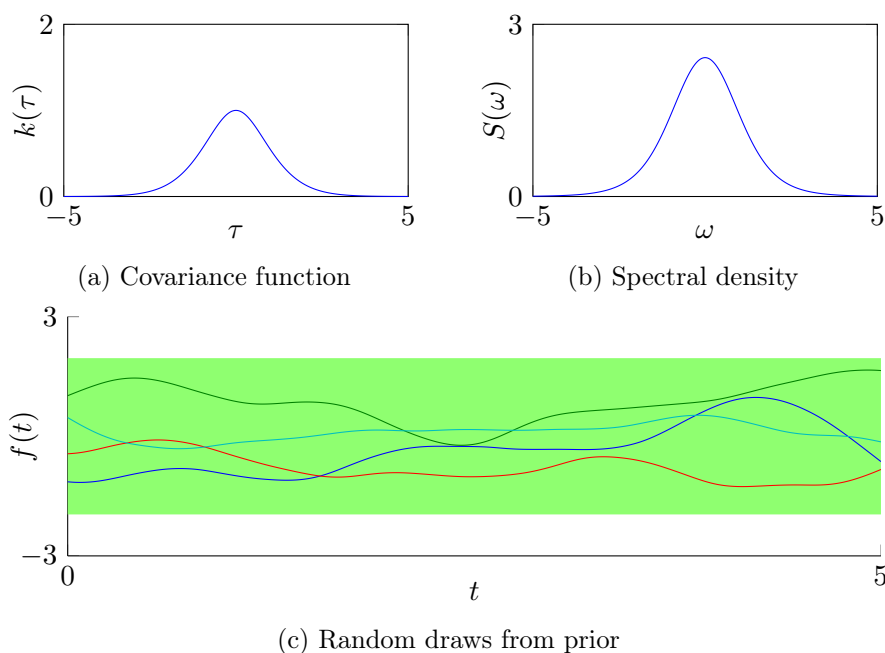 2
k(τ)
0
−5
5
τ
(a) Covariance function
3
S(ω)
0
−5
5
ω
(b) Spectral density
3
f(t)
−3
0
5
t
(c) Random draws from prior